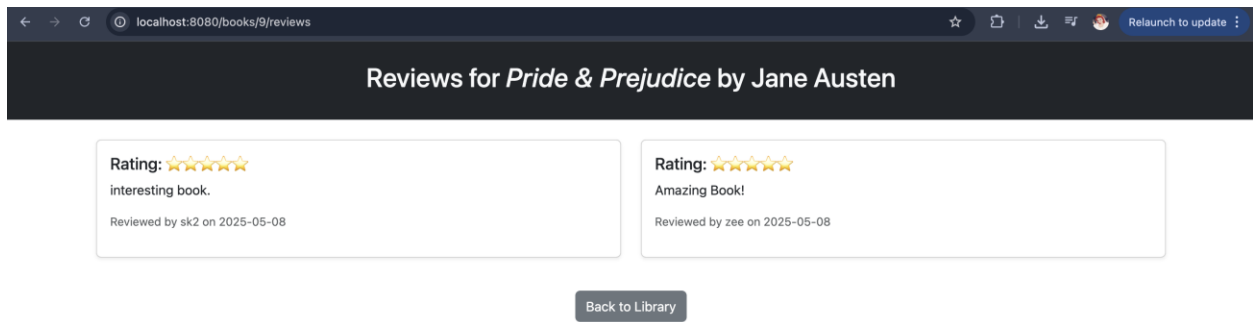 localhost:8080/books/9/reviews
Relaunch to update
Reviews for Pride & Prejudice by Jane Austen
Rating: ⭐⭐⭐⭐⭐
interesting book.
Reviewed by sk2 on 2025-05-08
Rating: ⭐⭐⭐⭐⭐
Amazing Book!
Reviewed by zee on 2025-05-08
Back to Library